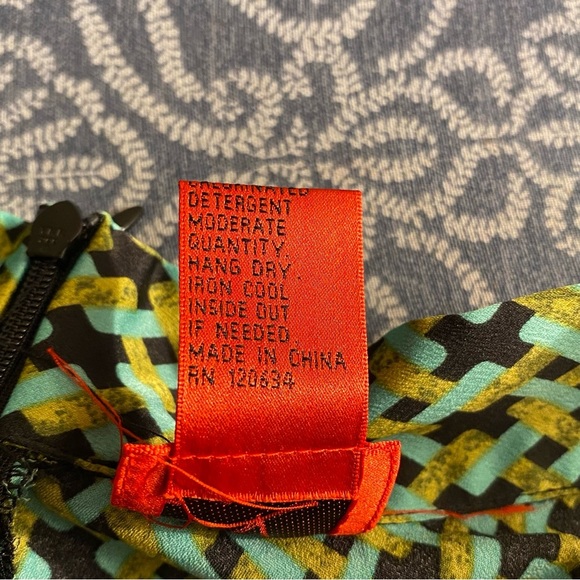 DETERGENT
MODERATE
QUANTITY.
HANG DRY.
IRON COOL
INSIDE OUT
IF NEEDED.
MADE IN CHINA
RN 120634